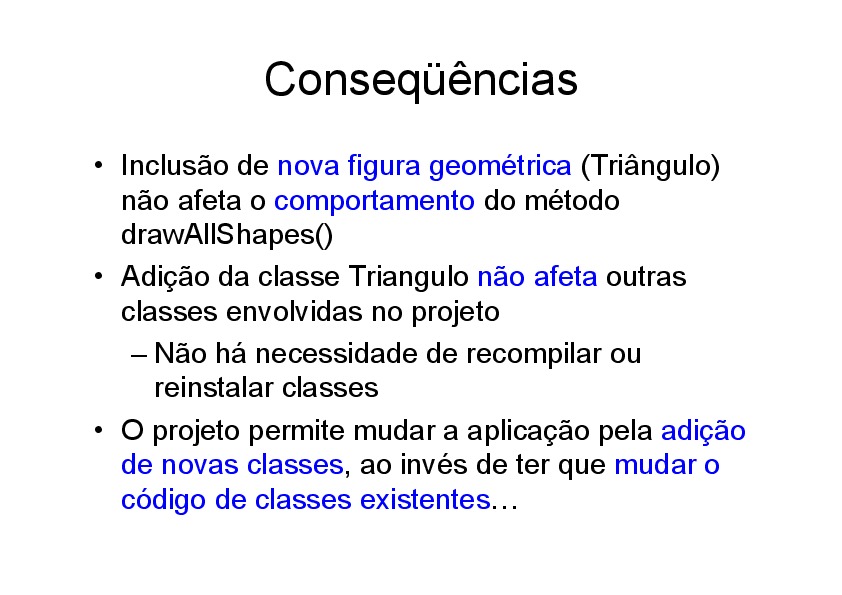 Conseqüências
• Inclusão de nova figura geométrica (Triângulo)
não afeta o comportamento do método
drawAllShapes()
• Adição da classe Triangulo não afeta outras
classes envolvidas no projeto
– Não há necessidade de recompilar ou
reinstalar classes
• O projeto permite mudar a aplicação pela adição
de novas classes, ao invés de ter que mudar o
código de classes existentes…